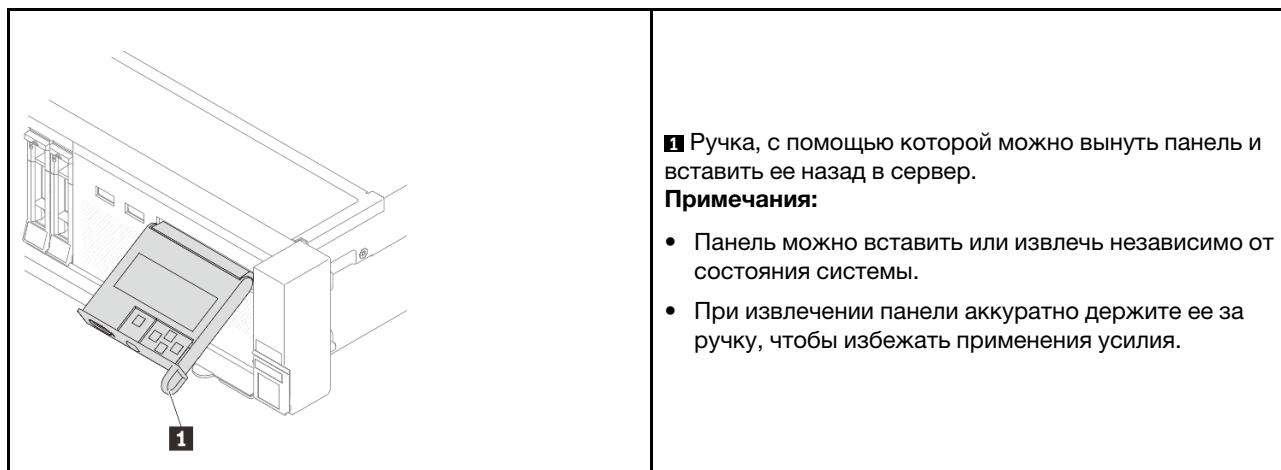 1
1 Ручка, с помощью которой можно вынуть панель и
вставить ее назад в сервер.
Примечания:
• Панель можно вставить или извлечь независимо от
состояния системы.
• При извлечении панели аккуратно держите ее за
ручку, чтобы избежать применения усилия.